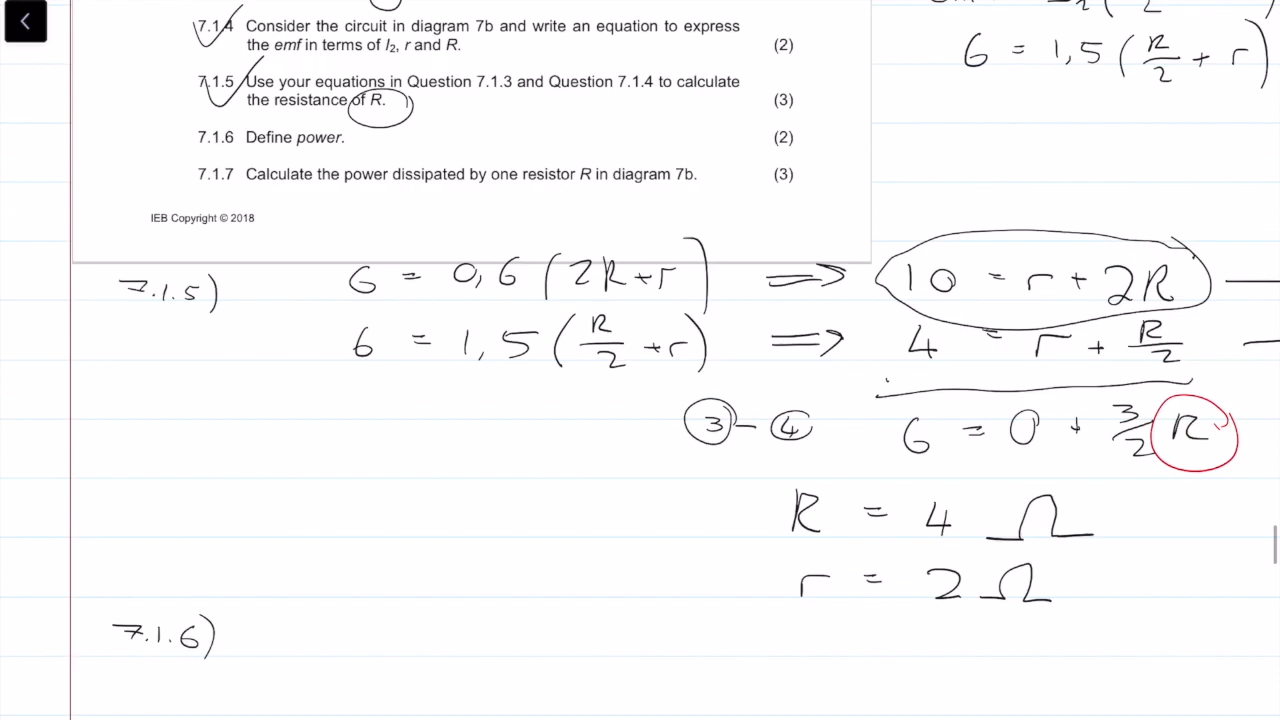 7.1.4 Consider the circuit in diagram 7b and write an equation to express
the emf in terms of I₂, r and R. (2)
6 = 1,5 ( R/2 + r )
7.1.5 Use your equations in Question 7.1.3 and Question 7.1.4 to calculate
the resistance of R. (3)
7.1.6 Define power. (2)
7.1.7 Calculate the power dissipated by one resistor R in diagram 7b. (3)
IEB Copyright © 2018
7.1.5) 6 = 0,6 ( 2R + r ) ⇒ 10 = r + 2R —
6 = 1,5 ( R/2 + r ) ⇒ 4 = r + R/2 —
③ - ④ 6 = 0 + 3/2 R
R = 4 Ω
r = 2 Ω
7.1.6)